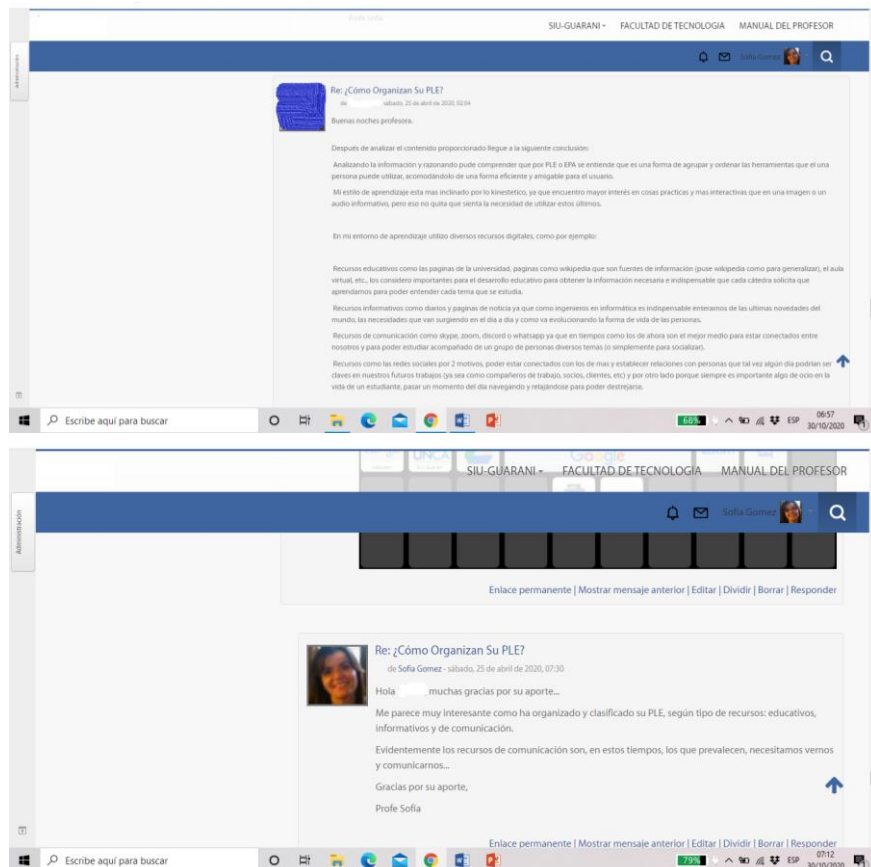 Profe Sofía
SIU-GUARANI FACULTAD DE TECNOLOGIA MANUAL DEL PROFESOR
Administración
Sofia Gomez
Re: ¿Cómo Organizan Su PLE?
de sábado, 25 de abril de 2020, 02:04
Buenas noches profesora.
Después de analizar el contenido proporcionado llegue a la siguiente conclusión:
Analizando la información y razonando pude comprender que por PLE o EPA se entiende que es una forma de agrupar y ordenar las herramientas que el una
persona puede utilizar, acomodándolo de una forma eficiente y amigable para el usuario.
Mi estilo de aprendizaje esta mas inclinado por lo kinestetico, ya que encuentro mayor interés en cosas practicas y mas interactivas que en una imagen o un
audio informativo, pero eso no quita que sienta la necesidad de utilizar estos últimos.
En mi entorno de aprendizaje utilizo diversos recursos digitales, como por ejemplo:
Recursos educativos como las paginas de la universidad, paginas como wikipedia que son fuentes de información (puse wikipedia como para generalizar), el aula
virtual, etc., los considero importantes para el desarrollo educativo para obtener la información necesaria e indispensable que cada cátedra solicita que
aprendamos para poder entender cada tema que se estudia.
Recursos informativos como diarios y paginas de noticia ya que como ingenieros en informática es indispensable enterarnos de las ultimas novedades del
mundo, las necesidades que van surgiendo en el dia a dia y como va evolucionando la forma de vida de las personas.
Recursos de comunicación como skype, zoom, discord o whatsapp ya que en tiempos como los de ahora son el mejor medio para estar conectados entre
nosotros y para poder estudiar acompañado de un grupo de personas diversos temas (o simplemente para socializar).
Recursos como las redes sociales por 2 motivos, poder estar conectados con los de mas y establecer relaciones con personas que tal vez algún día podrían ser
claves en nuestros futuros trabajos (ya sea como compañeros de trabajo, socios, clientes, etc) y por otro lado porque siempre es importante algo de ocio en la
vida de un estudiante, pasar un momento del día navegando y relajándose para poder destrejarse.
Escribe aquí para buscar
68%
ESP
06:57
30/10/2020
UNCA
Google
SIU-GUARANI FACULTAD DE TECNOLOGIA MANUAL DEL PROFESOR
Administración
Sofia Gomez
Enlace permanente | Mostrar mensaje anterior | Editar | Dividir | Borrar | Responder
Re: ¿Cómo Organizan Su PLE?
de Sofia Gomez - sábado, 25 de abril de 2020, 07:30
Hola muchas gracias por su aporte...
Me parece muy interesante como ha organizado y clasificado su PLE, según tipo de recursos: educativos,
informativos y de comunicación.
Evidentemente los recursos de comunicación son, en estos tiempos, los que prevalecen, necesitamos vernos
y comunicarnos...
Gracias por su aporte,
Profe Sofía
Enlace permanente | Mostrar mensaje anterior | Editar | Dividir | Borrar | Responder
Escribe aquí para buscar
79%
ESP
07:12
30/10/2020